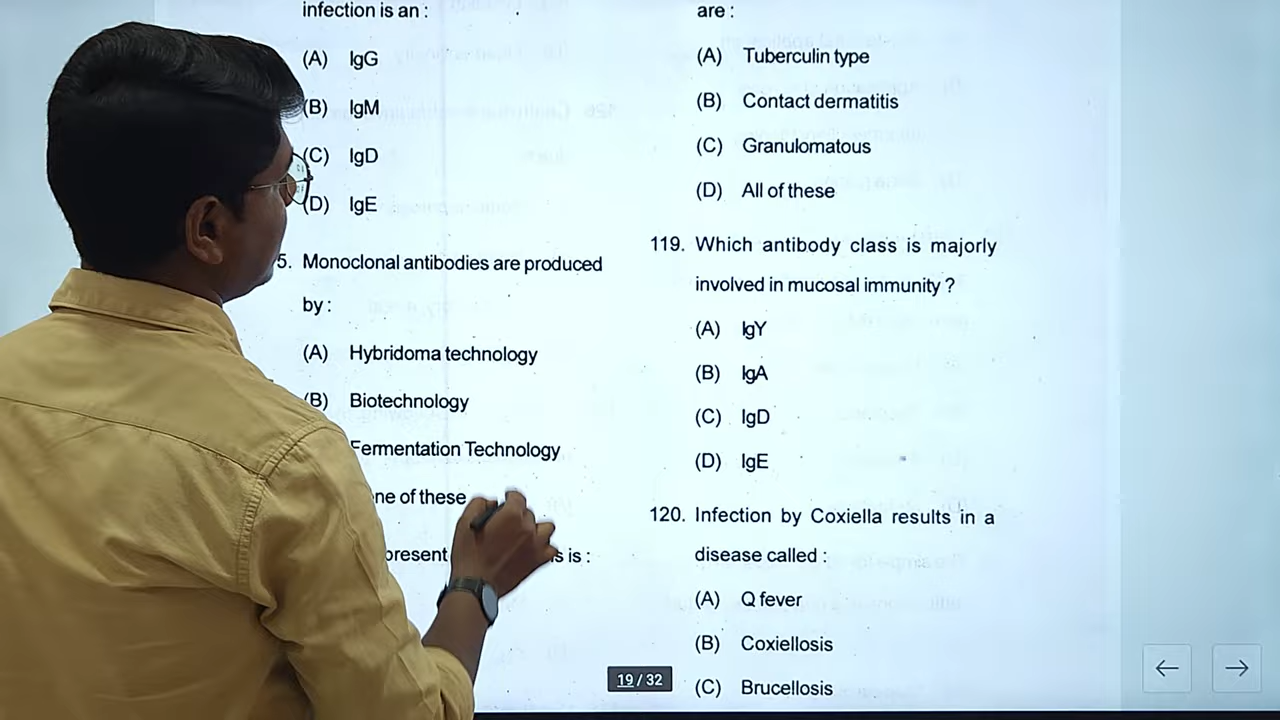 infection is an :
(A) IgG
(B) IgM
(C) IgD
(D) IgE
5. Monoclonal antibodies are produced
by :
(A) Hybridoma technology
(B) Biotechnology
Fermentation Technology
ne of these
present
s is :
are :
(A) Tuberculin type
(B) Contact dermatitis
(C) Granulomatous
(D) All of these
119. Which antibody class is majorly
involved in mucosal immunity ?
(A) IgY
(B) IgA
(C) IgD
(D) IgE
120. Infection by Coxiella results in a
disease called :
(A) Q fever
(B) Coxiellosis
(C) Brucellosis
19 / 32